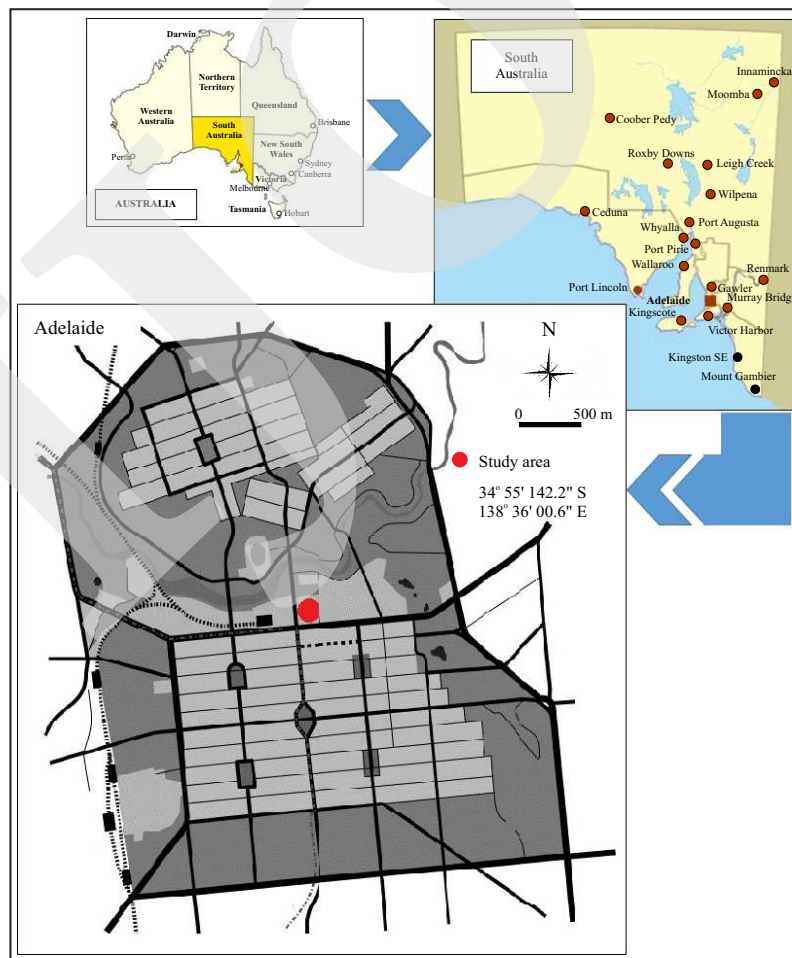 Darwin
Northern
Territory
Western
Australia
Queensland
South
Australia
Brisbane
New South
Wales
Perth
Sydney
Canberra
Victoria
Melbourne
AUSTRALIA
Tasmania
Hobart
South
Australia
Innamincka
Moomba
Coober Pedy
Roxby Downs
Leigh Creek
Wilpena
Ceduna
Port Augusta
Whyalla
Port Pirie
Wallaroo
Renmark
Port Lincoln
Gawler
Adelaide
Murray Bridg
Kingscote
Victor Harbor
Kingston SE
Mount Gambier
Adelaide
N
0 500 m
Study area
34° 55' 142.2" S
138° 36' 00.6" E